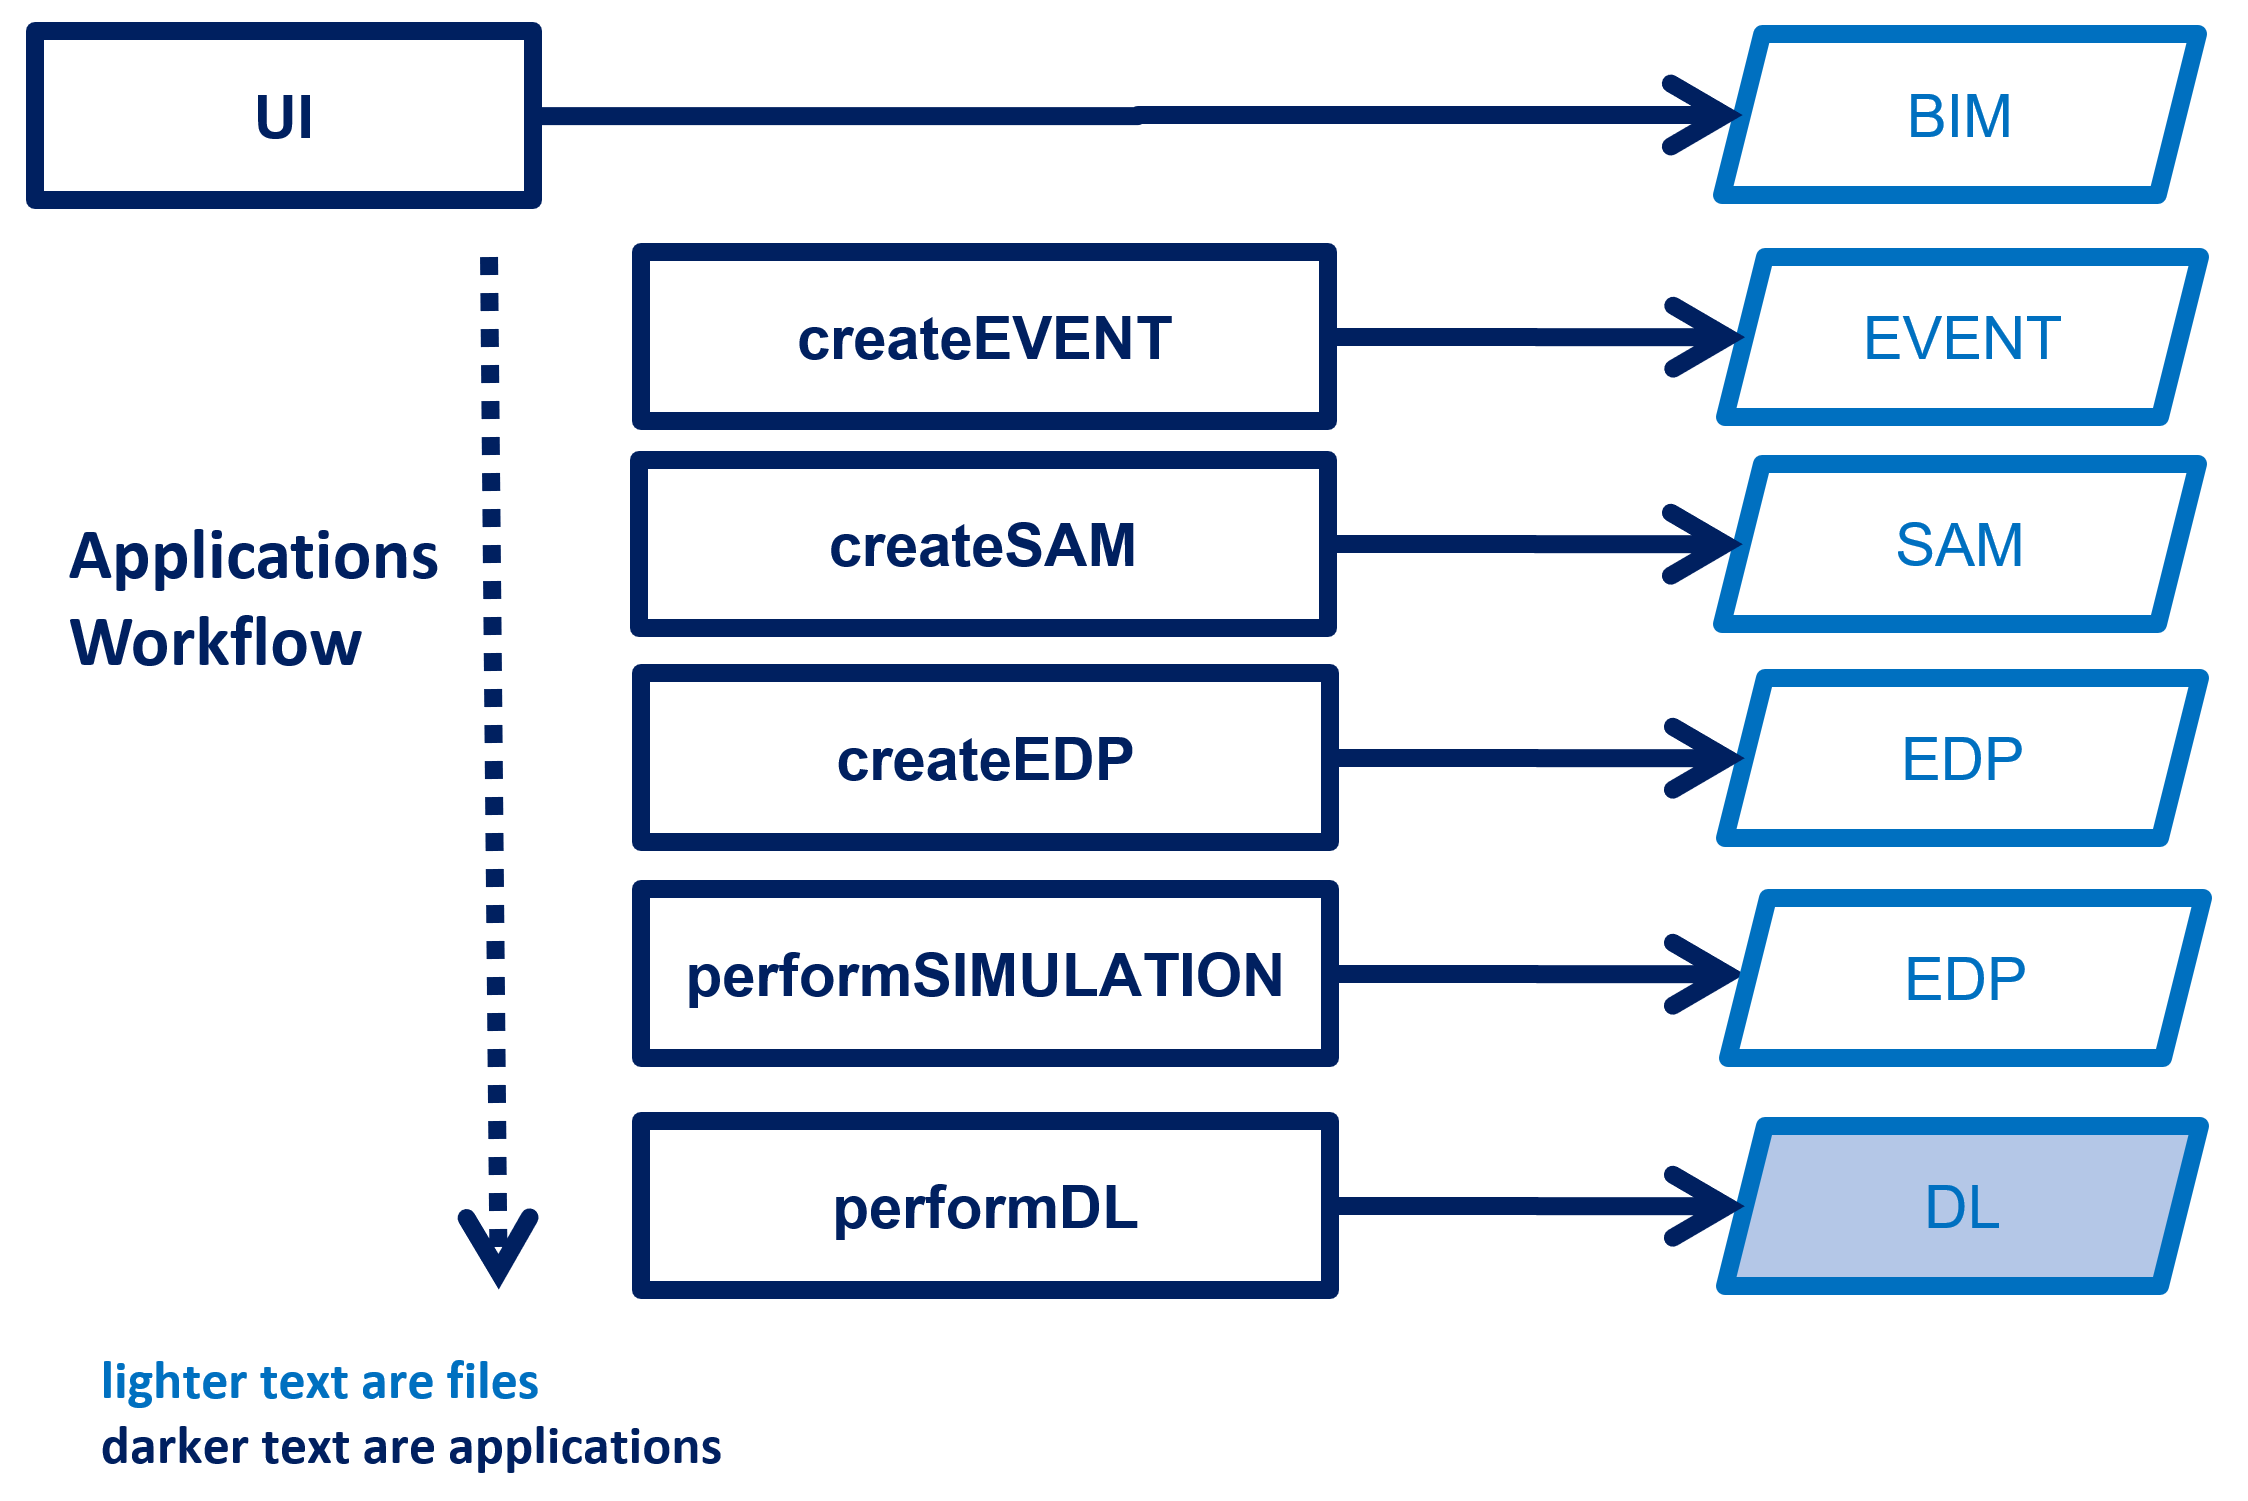 UI
BIM
createEVENT
EVENT
createSAM
SAM
Applications
Workflow
createEDP
EDP
performSIMULATION
EDP
performDL
DL
lighter text are files
darker text are applications